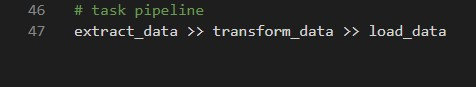 46 # task pipeline
47 extract_data >> transform_data >> load_data